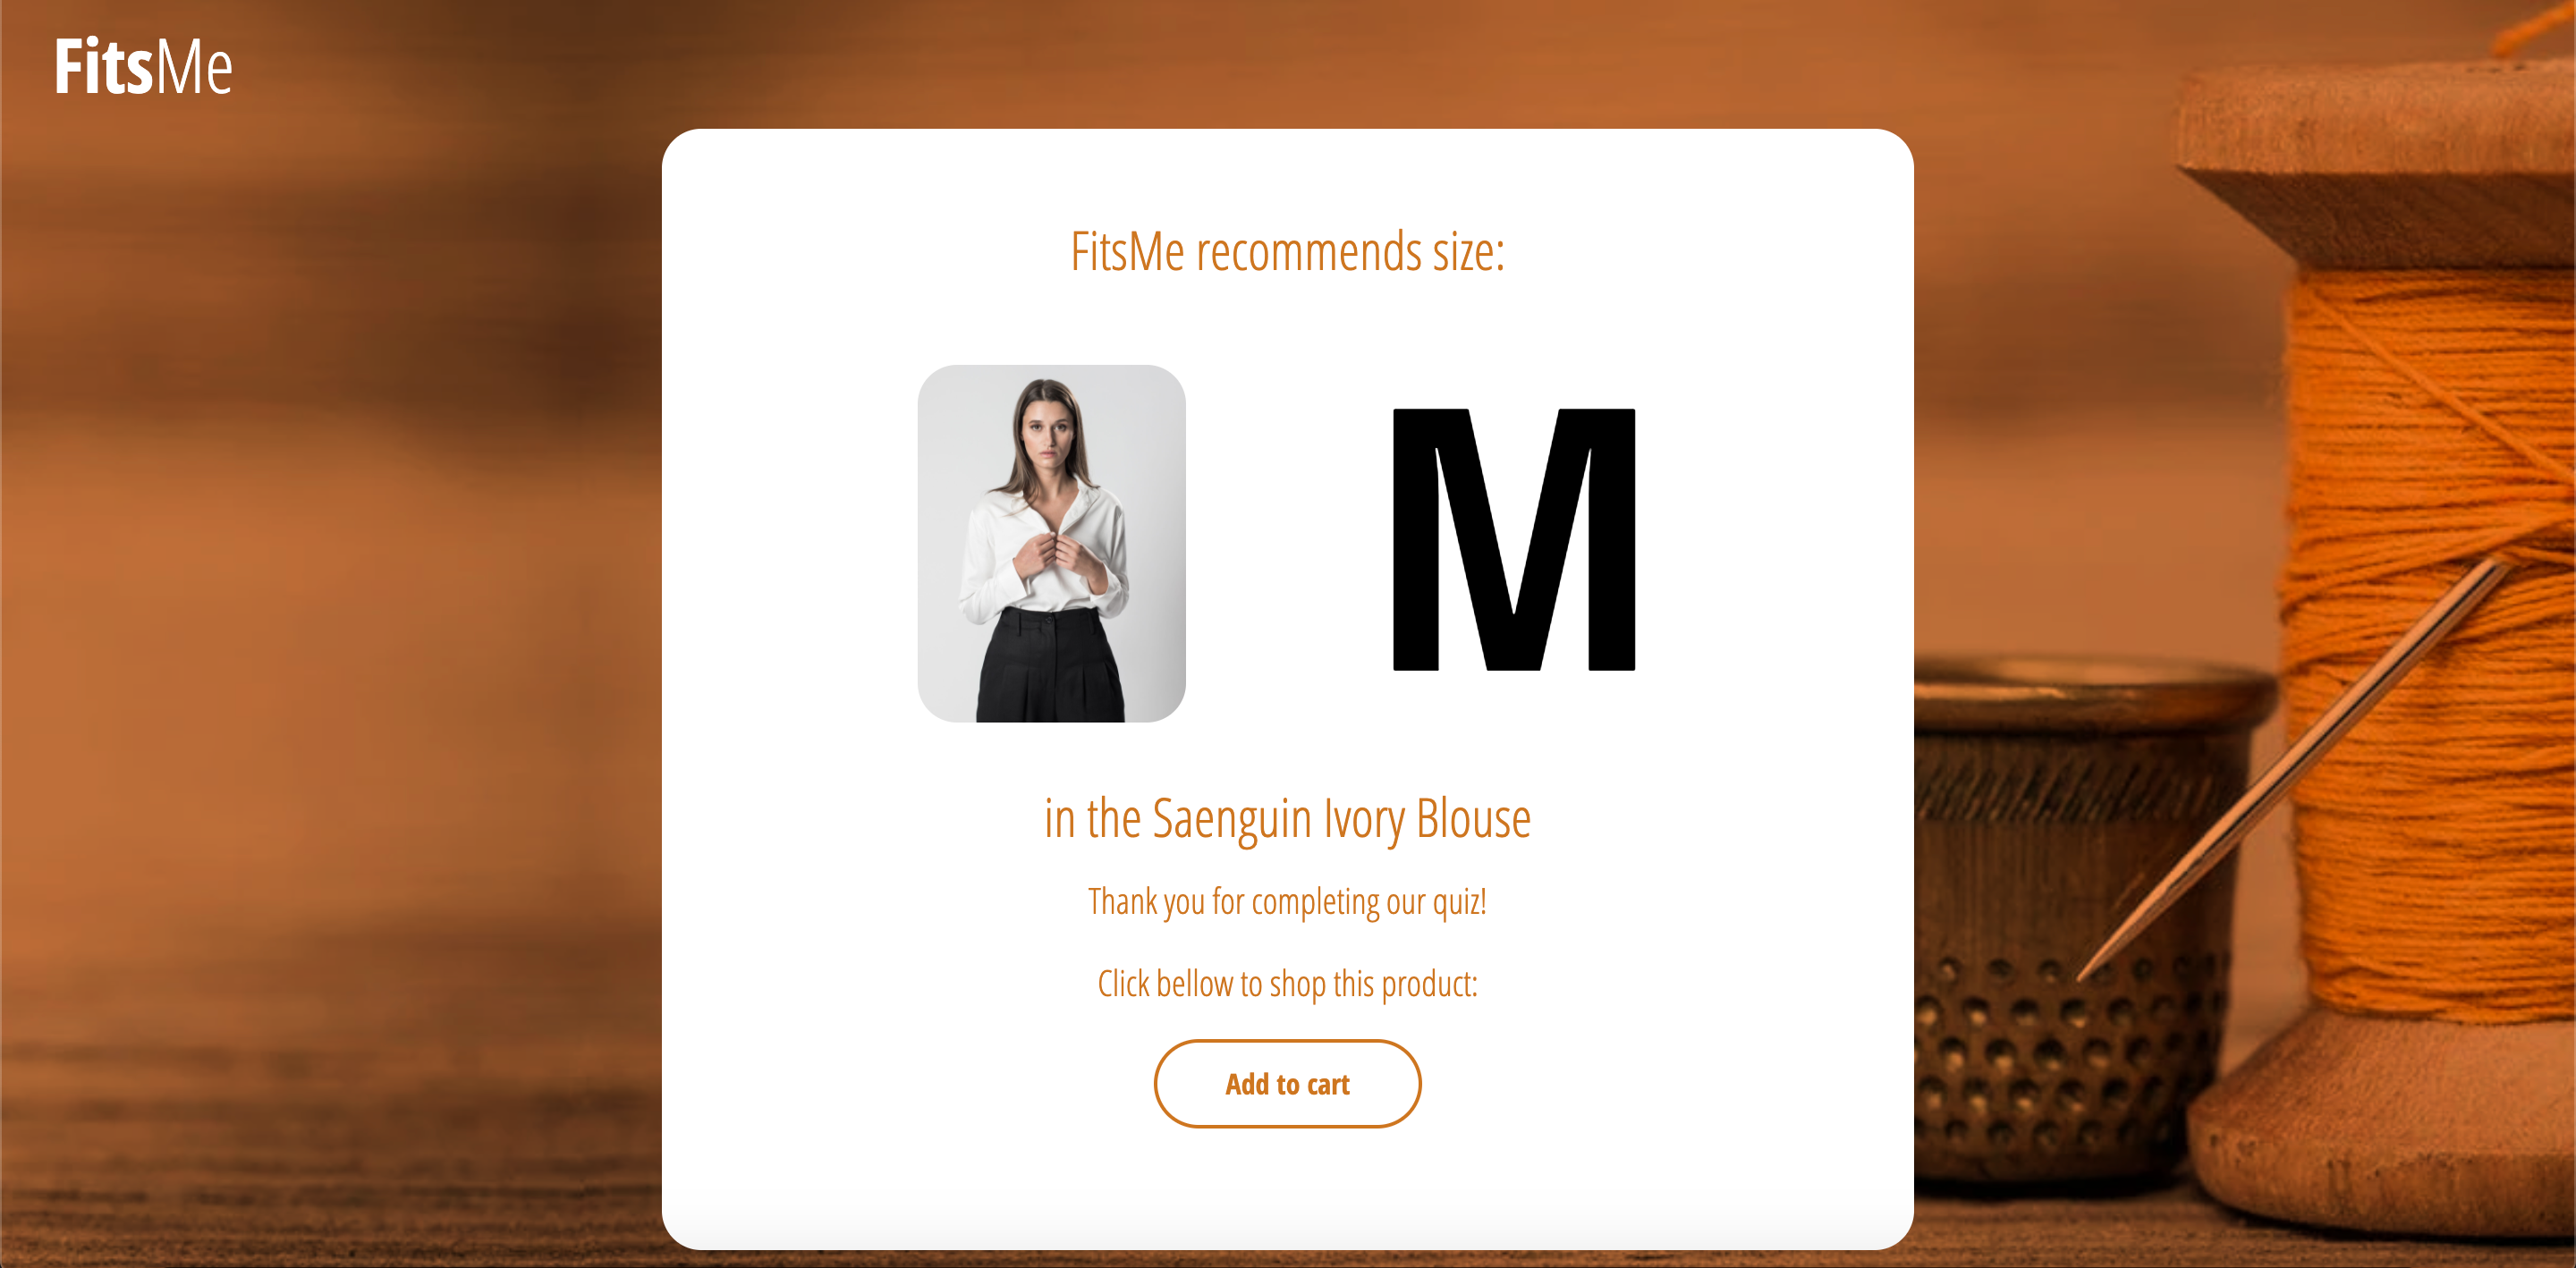 FitsMe
FitsMe recommends size:
M
in the Saenguin Ivory Blouse
Thank you for completing our quiz!
Click bellow to shop this product:
Add to cart